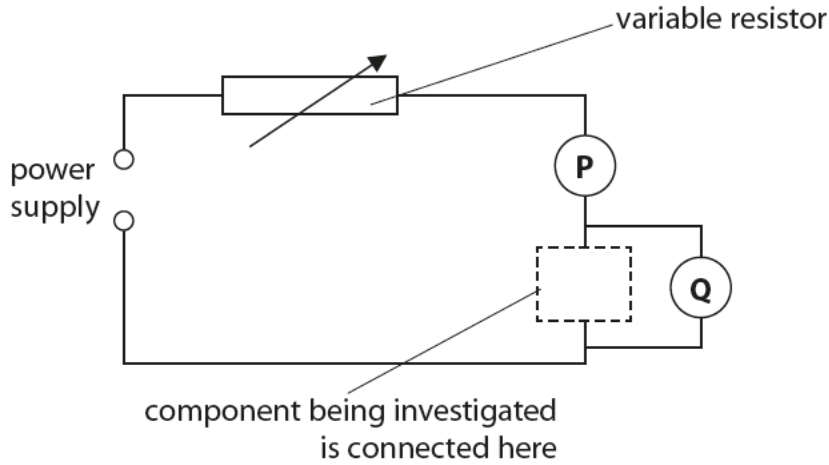 variable resistor
P
power
supply
Q
component being investigated
is connected here